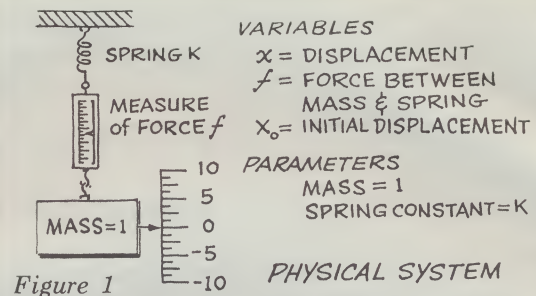 SPRING K
MEASURE
of FORCE f
MASS=1
10
5
0
-5
-10
Figure 1
VARIABLES
x = DISPLACEMENT
f = FORCE BETWEEN
MASS & SPRING
X₀ = INITIAL DISPLACEMENT
PARAMETERS
MASS = 1
SPRING CONSTANT = K
PHYSICAL SYSTEM